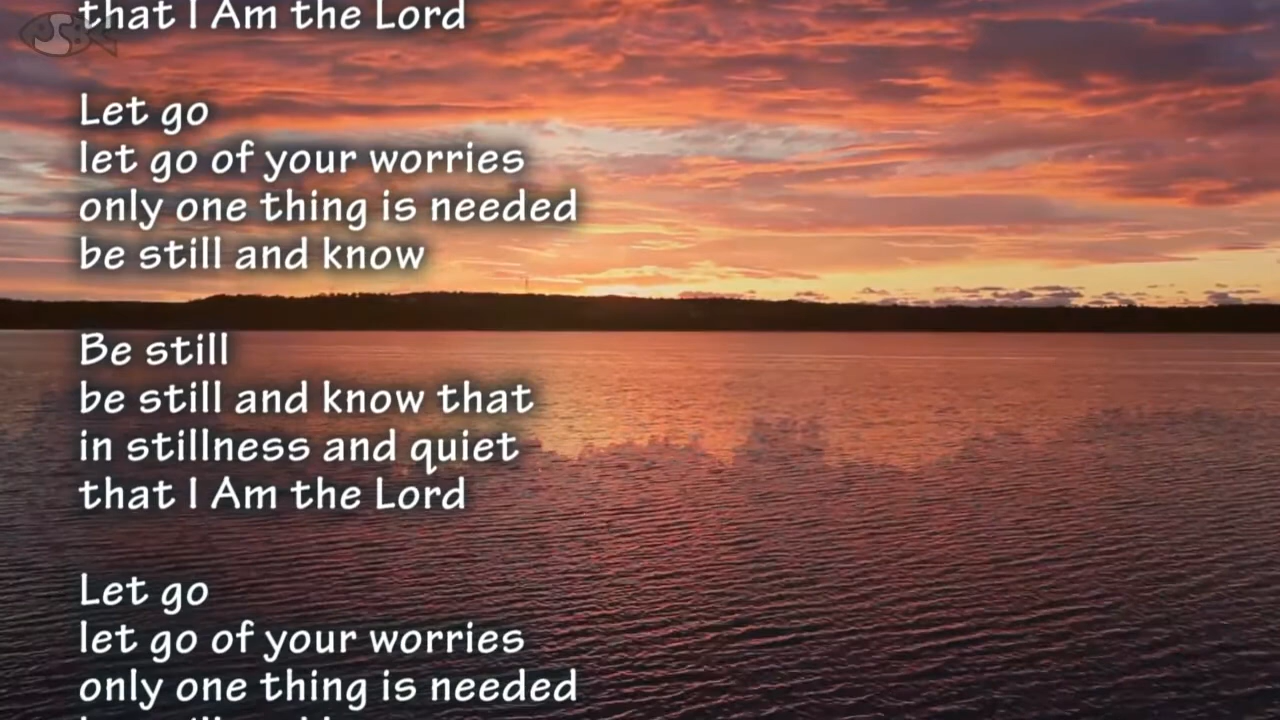 that I Am the Lord
Let go
let go of your worries
only one thing is needed
be still and know
Be still
be still and know that
in stillness and quiet
that I Am the Lord
Let go
let go of your worries
only one thing is needed